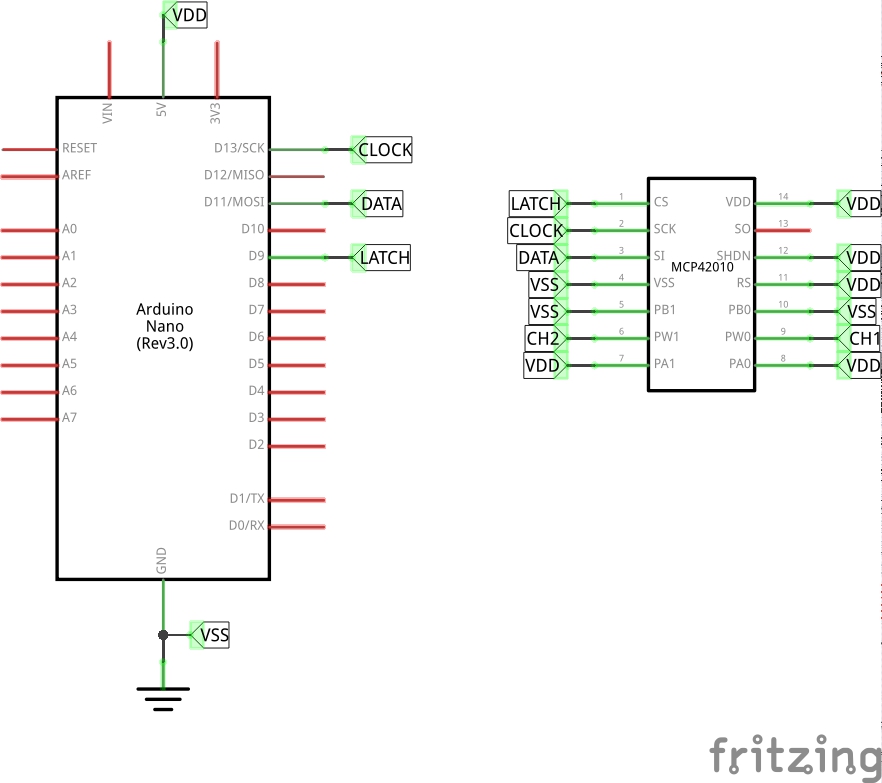 VDD
VIN
5V
3V3
RESET
AREF
A0
A1
A2
A3
A4
A5
A6
A7
Arduino
Nano
(Rev3.0)
D13/SCK
CLOCK
D12/MISO
D11/MOSI
DATA
D10
D9
LATCH
D8
D7
D6
D5
D4
D3
D2
D1/TX
D0/RX
GND
VSS
LATCH 1 CS
CLOCK 2 SCK
DATA 3 SI
VSS 4 VSS
VSS 5 PB1
CH2 6 PW1
VDD 7 PA1
MCP42010
VDD 14 VDD
SO 13
SHDN 12 VDD
RS 11 VDD
PB0 10 VSS
PW0 9 CH1
PA0 8 VDD
fritzing